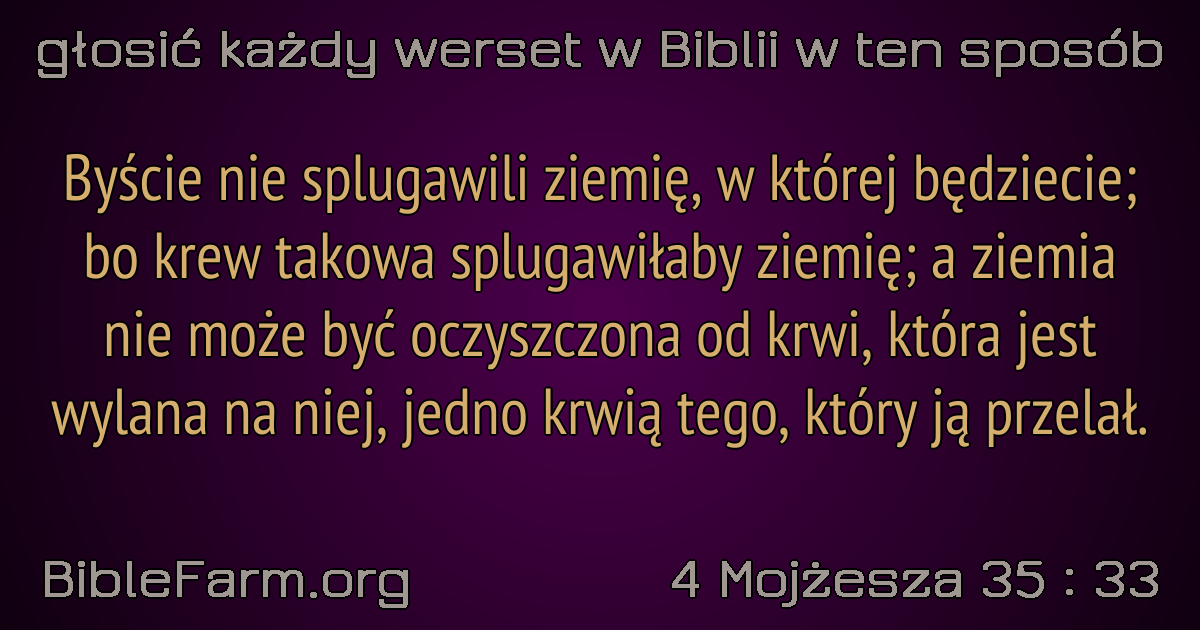 głosić każdy werset w Biblii w ten sposób
Byście nie splugawili ziemię, w której będziecie;
bo krew takowa splugawiłaby ziemię; a ziemia
nie może być oczyszczona od krwi, która jest
wylana na niej, jedno krwią tego, który ją przelał.
BibleFarm.org
4 Mojżesza 35 : 33